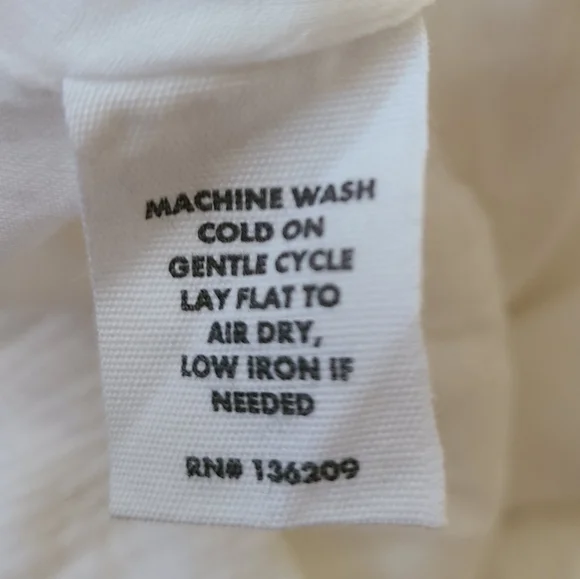 MACHINE WASH
COLD ON
GENTLE CYCLE
LAY FLAT TO
AIR DRY,
LOW IRON IF
NEEDED
RN# 136209